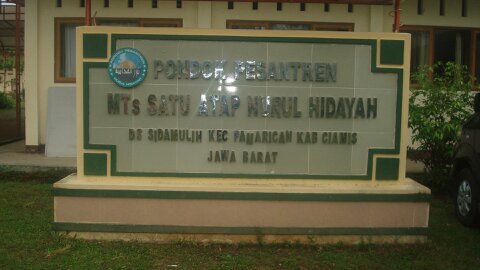 PONDOK PESANTREN
MTs SATU ATAP NURUL HIDAYAH
DS SIDAMULIH KEC PAMARICAN KAB CIAMIS
JAWA BARAT